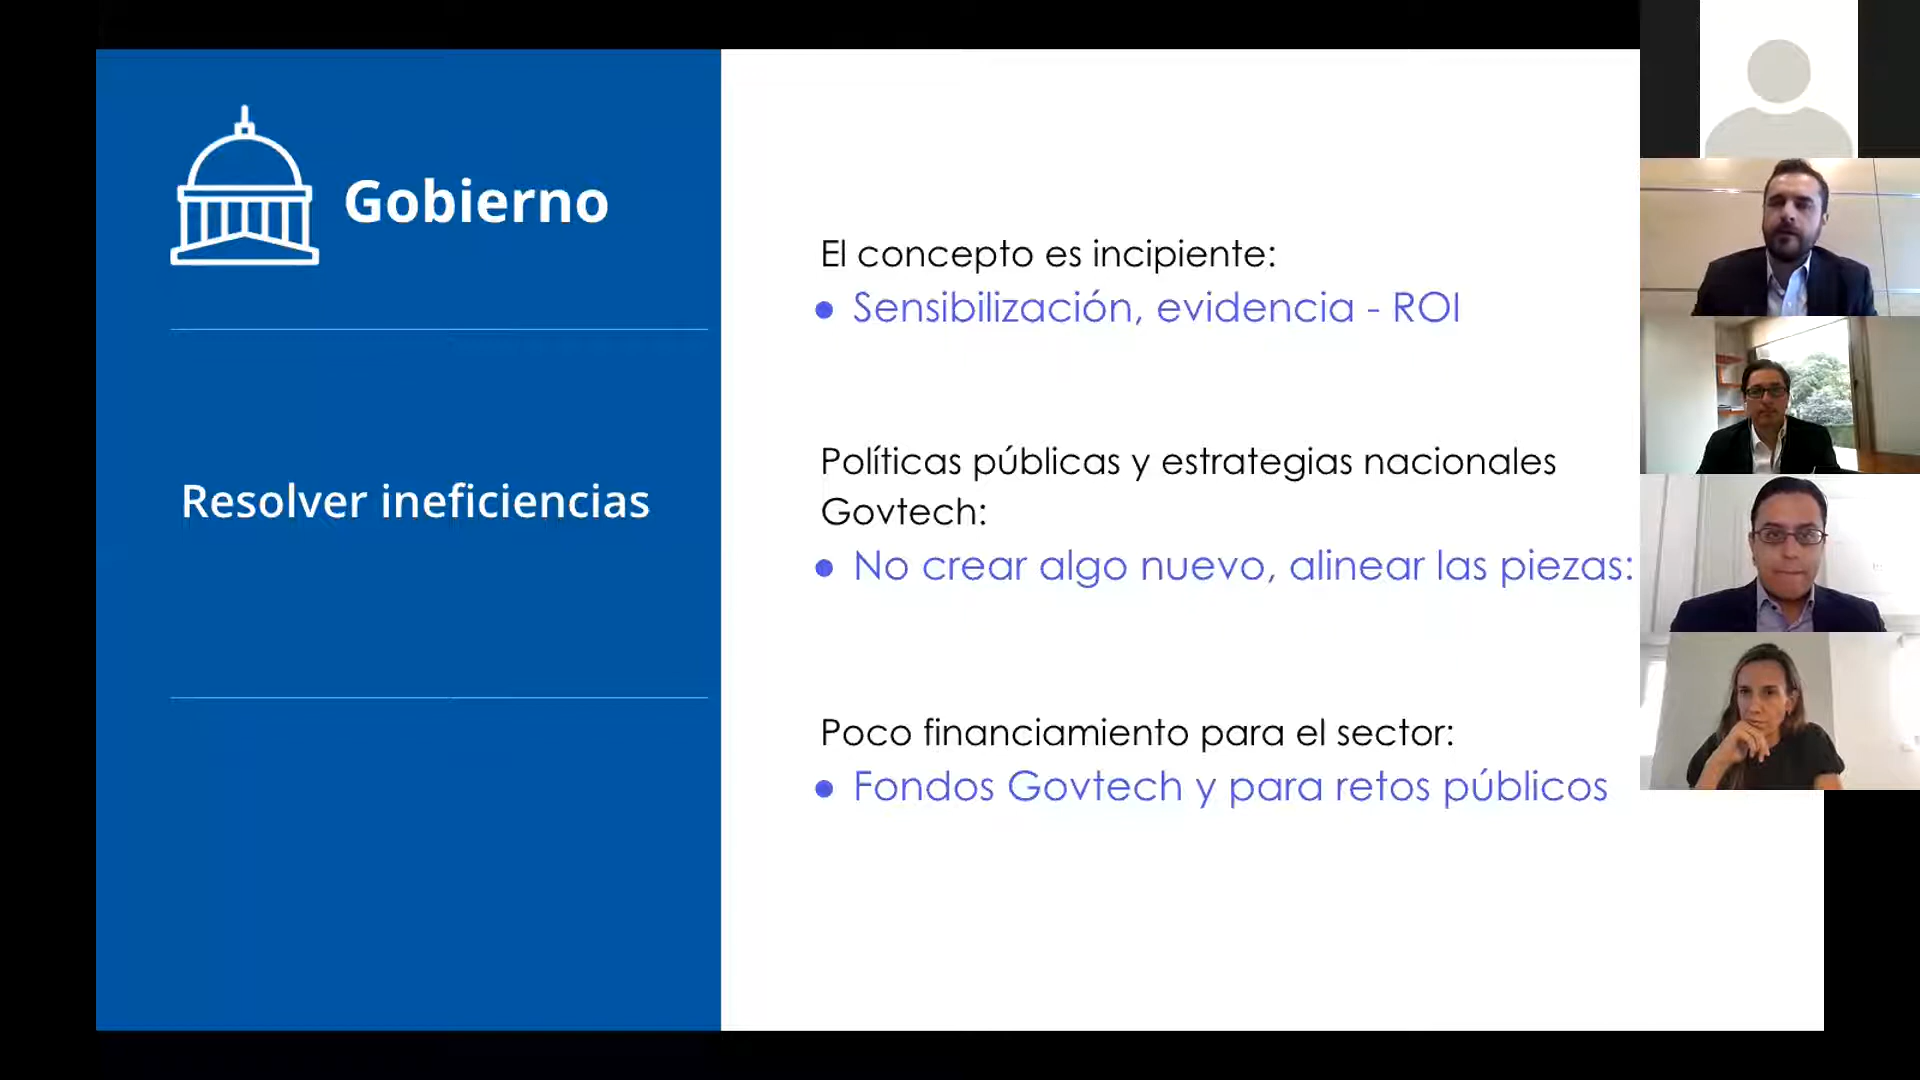 Gobierno
Resolver ineficiencias
El concepto es incipiente:
● Sensibilización, evidencia - ROI
Políticas públicas y estrategias nacionales
Govtech:
● No crear algo nuevo, alinear las piezas:
Poco financiamiento para el sector:
● Fondos Govtech y para retos públicos